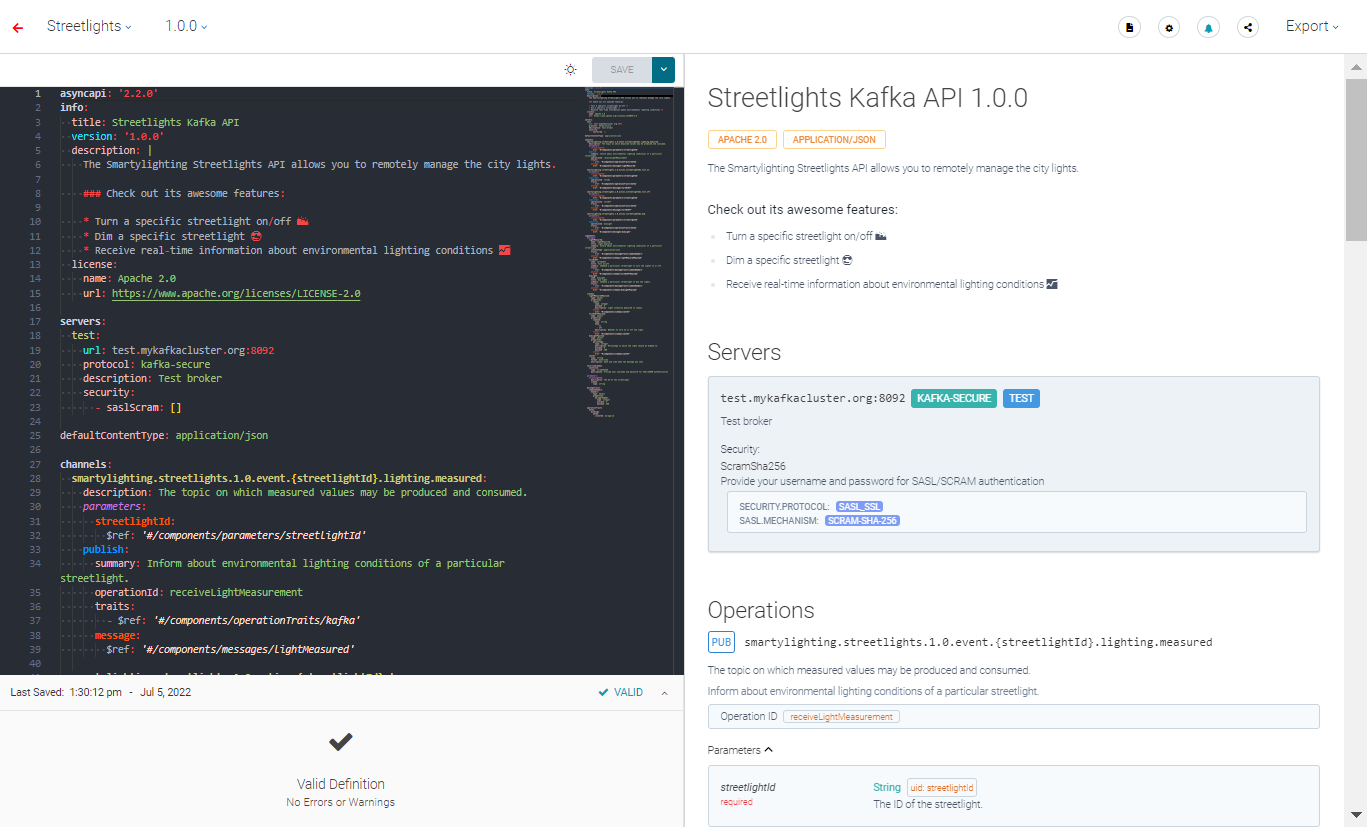 Streetlights 1.0.0 Export
SAVE
1 asyncapi: '2.2.0'
2 info:
3 title: Streetlights Kafka API
4 version: '1.0.0'
5 description: |
6 The Smartylighting Streetlights API allows you to remotely manage the city lights.
7
8 ### Check out its awesome features:
9
10 * Turn a specific streetlight on/off 🌃
11 * Dim a specific streetlight 😎
12 * Receive real-time information about environmental lighting conditions 📈
13 license:
14 name: Apache 2.0
15 url: https://www.apache.org/licenses/LICENSE-2.0
16
17 servers:
18 test:
19 url: test.mykafkacluster.org:8092
20 protocol: kafka-secure
21 description: Test broker
22 security:
23 - saslScram: []
24
25 defaultContentType: application/json
26
27 channels:
28 smartylighting.streetlights.1.0.event.{streetlightId}.lighting.measured:
29 description: The topic on which measured values may be produced and consumed.
30 parameters:
31 streetlightId:
32 $ref: '#/components/parameters/streetlightId'
33 publish:
34 summary: Inform about environmental lighting conditions of a particular
streetlight.
35 operationId: receiveLightMeasurement
36 traits:
37 - $ref: '#/components/operationTraits/kafka'
38 message:
39 $ref: '#/components/messages/lightMeasured'
40
Last Saved: 1:30:12 pm - Jul 5, 2022 VALID
Valid Definition
No Errors or Warnings
Streetlights Kafka API 1.0.0
APACHE 2.0 APPLICATION/JSON
The Smartylighting Streetlights API allows you to remotely manage the city lights.
Check out its awesome features:
Turn a specific streetlight on/off 🌃
Dim a specific streetlight 😎
Receive real-time information about environmental lighting conditions 📈
Servers
test.mykafkacluster.org:8092 KAFKA-SECURE TEST
Test broker
Security:
ScramSha256
Provide your username and password for SASL/SCRAM authentication
SECURITY.PROTOCOL: SASL_SSL
SASL.MECHANISM: SCRAM-SHA-256
Operations
PUB smartylighting.streetlights.1.0.event.{streetlightId}.lighting.measured
The topic on which measured values may be produced and consumed.
Inform about environmental lighting conditions of a particular streetlight.
Operation ID receiveLightMeasurement
Parameters
streetlightId String uid: streetlightId
required The ID of the streetlight.